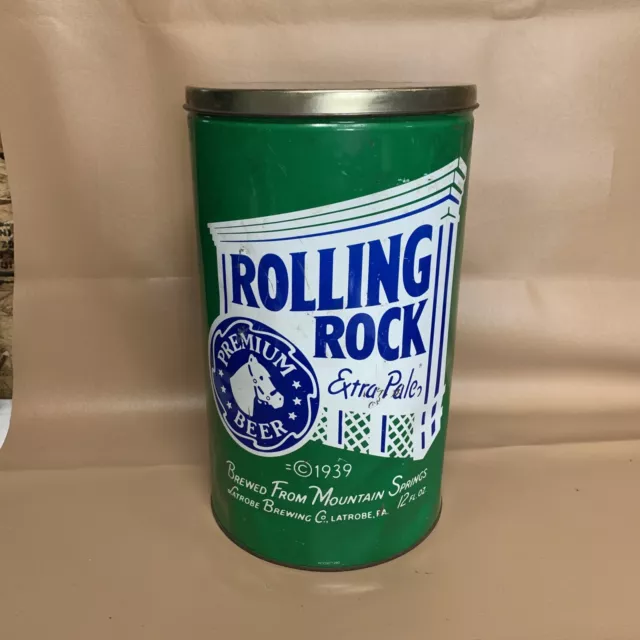 ROLLING
ROCK
Extra Pale
PREMIUM
BEER
=©1939
BREWED FROM MOUNTAIN SPRINGS
LATROBE BREWING CO., LATROBE, PA. 12 FL OZ